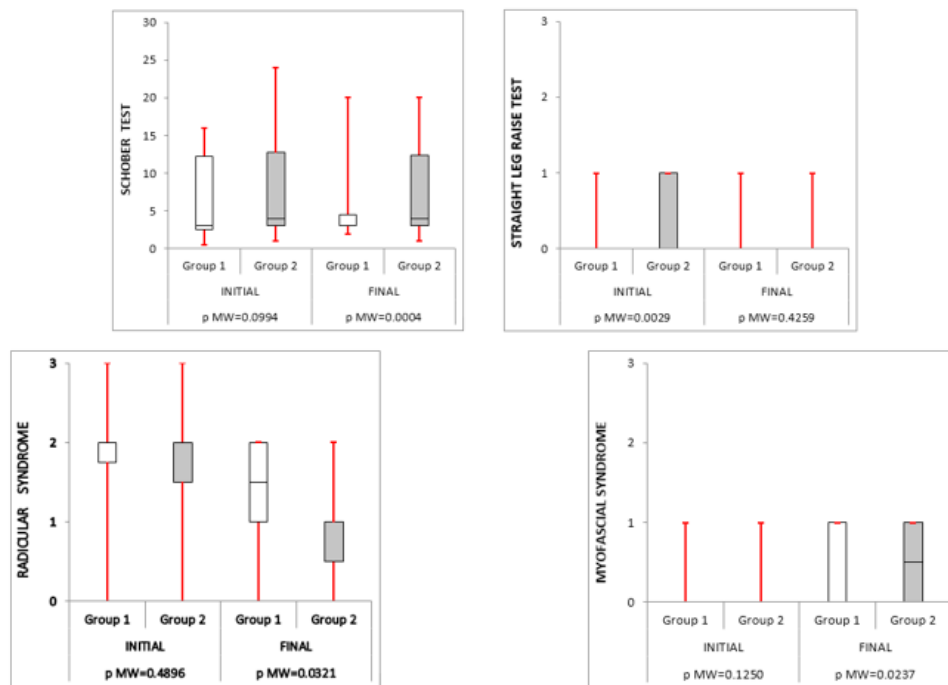 SCHOBER TEST
30
25
20
15
10
5
0
Group 1 Group 2 Group 1 Group 2
INITIAL FINAL
p MW=0.0994 p MW=0.0004
STRAIGHT LEG RAISE TEST
3
2
1
0
Group 1 Group 2 Group 1 Group 2
INITIAL FINAL
p MW=0.0029 p MW=0.4259
RADICULAR SYNDROME
3
2
1
0
Group 1 Group 2 Group 1 Group 2
INITIAL FINAL
p MW=0.4896 p MW=0.0321
MYOFASCIAL SYNDROME
3
2
1
0
Group 1 Group 2 Group 1 Group 2
INITIAL FINAL
p MW=0.1250 p MW=0.0237